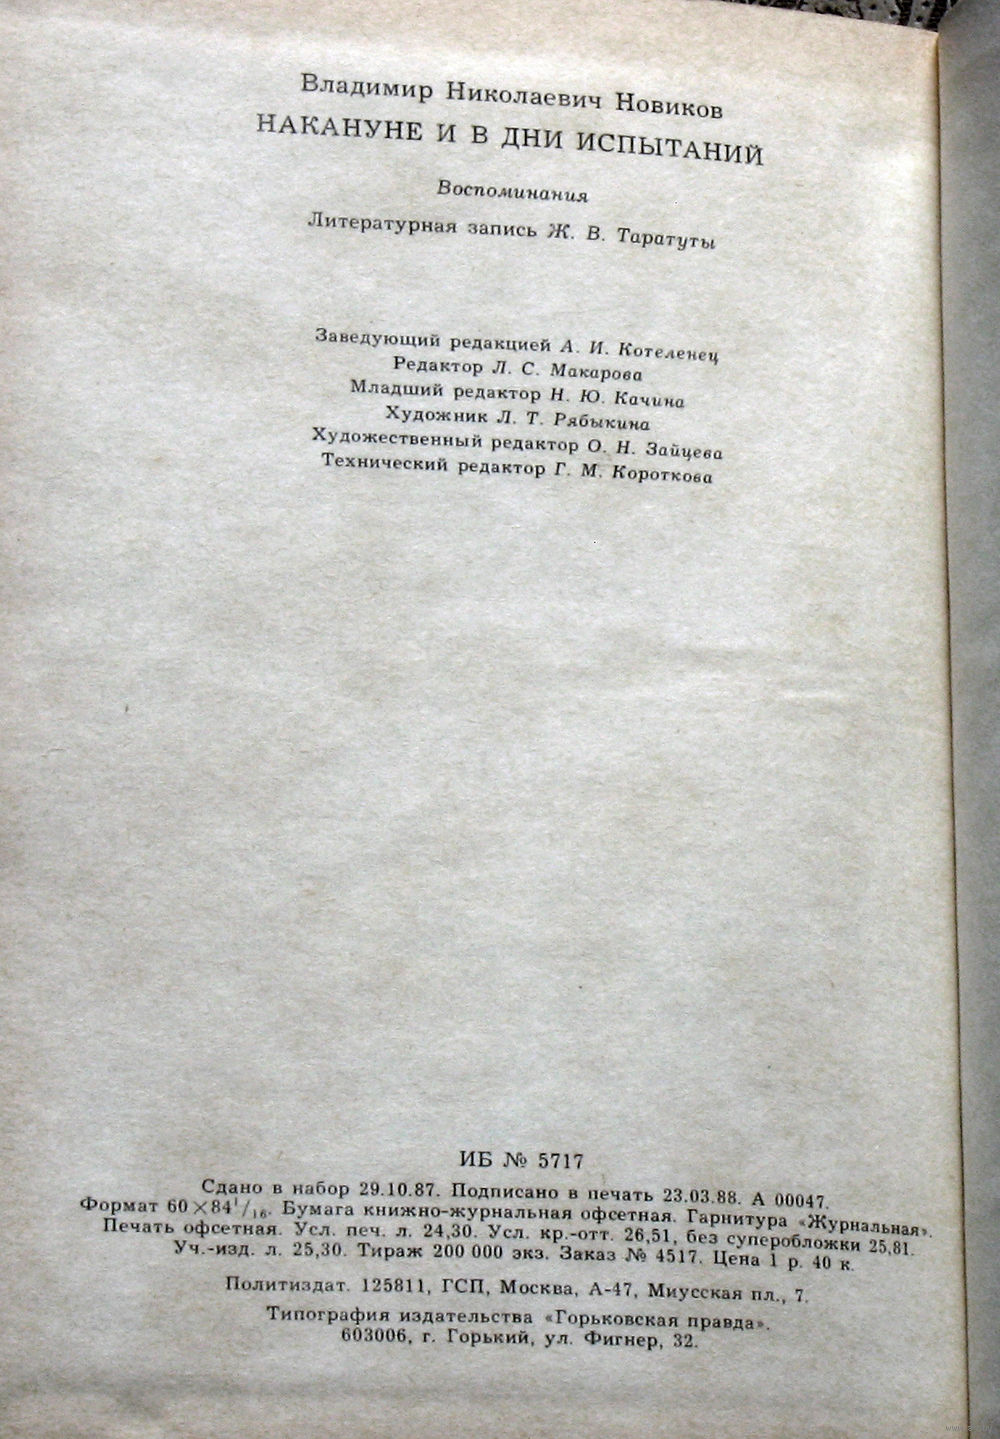 Владимир Николаевич Новиков
НАКАНУНЕ И В ДНИ ИСПЫТАНИЙ
Воспоминания
Литературная запись Ж. В. Таратуты
Заведующий редакцией А. И. Котеленец
Редактор Л. С. Макарова
Младший редактор Н. Ю. Качина
Художник Л. Т. Рябыкина
Художественный редактор О. Н. Зайцева
Технический редактор Г. М. Короткова
ИБ № 5717
Сдано в набор 29.10.87. Подписано в печать 23.03.88. А 00047.
Формат 60×84¹/₁₆. Бумага книжно-журнальная офсетная. Гарнитура «Журнальная».
Печать офсетная. Усл. печ. л. 24,30. Усл. кр.-отт. 26,51, без суперобложки 25,81.
Уч.-изд. л. 25,30. Тираж 200 000 экз. Заказ № 4517. Цена 1 р. 40 к.
Политиздат. 125811, ГСП, Москва, А-47, Миусская пл., 7.
Типография издательства «Горьковская правда».
603006, г. Горький, ул. Фигнер, 32.